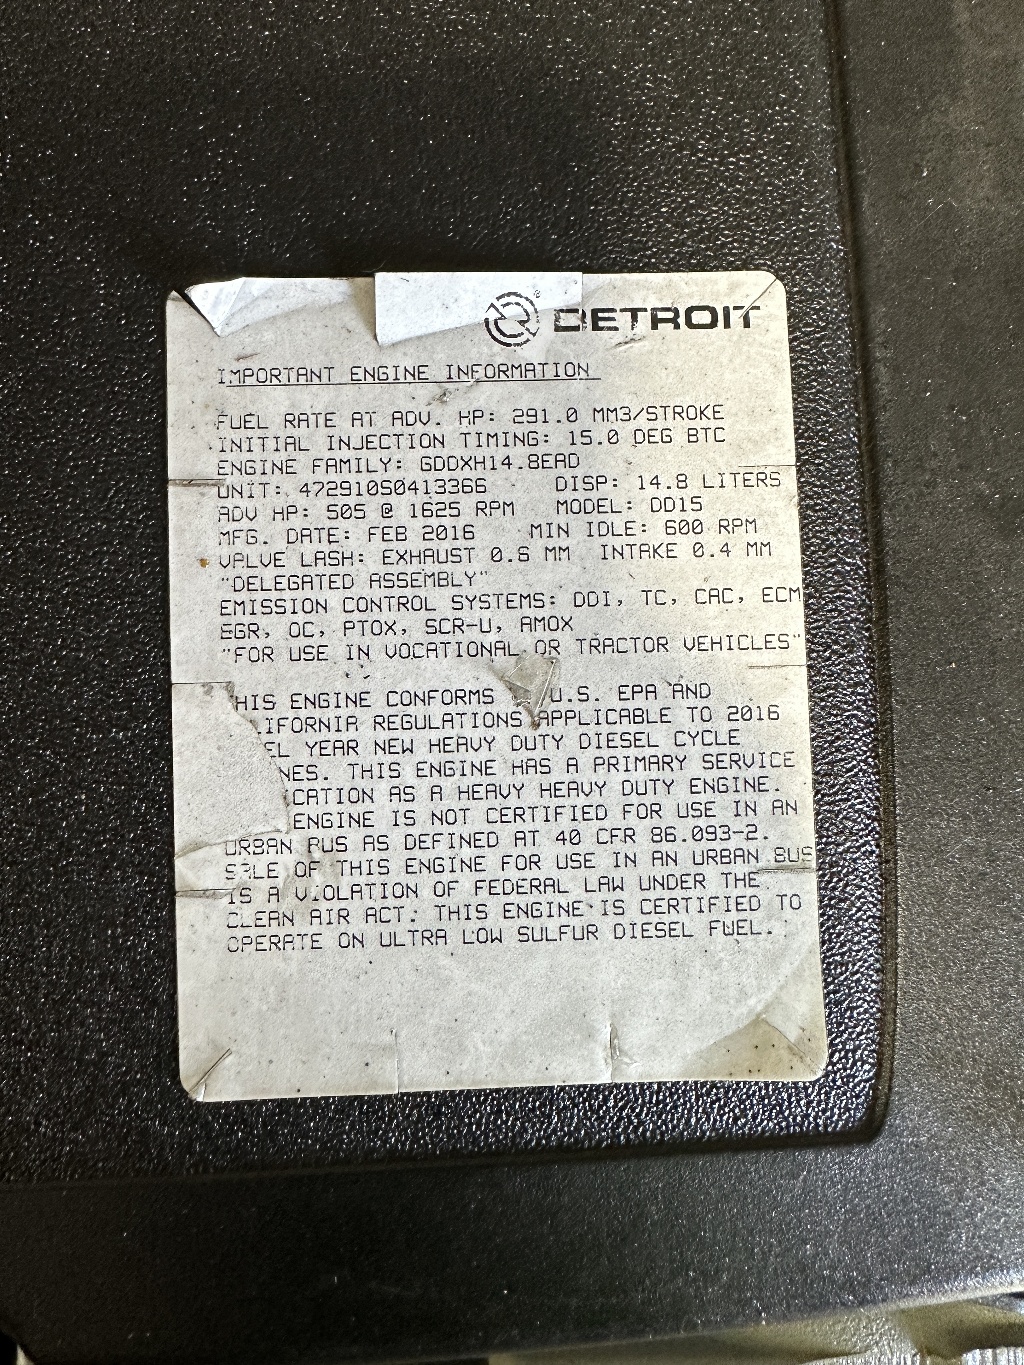 DETROIT
IMPORTANT ENGINE INFORMATION
FUEL RATE AT ADV. HP: 291.0 MM3/STROKE
INITIAL INJECTION TIMING: 15.0 DEG BTC
ENGINE FAMILY: GDDXH14.8EAD
UNIT: 472910S0413366 DISP: 14.8 LITERS
ADV HP: 505 @ 1625 RPM MODEL: DD15
MFG. DATE: FEB 2016 MIN IDLE: 600 RPM
VALVE LASH: EXHAUST 0.6 MM INTAKE 0.4 MM
"DELEGATED ASSEMBLY"
EMISSION CONTROL SYSTEMS: DDI, TC, CAC, ECM
EGR, OC, PTOX, SCR-U, AMOX
"FOR USE IN VOCATIONAL OR TRACTOR VEHICLES"
HIS ENGINE CONFORMS U.S. EPA AND
LIFORNIA REGULATIONS APPLICABLE TO 2016
EL YEAR NEW HEAVY DUTY DIESEL CYCLE
NES. THIS ENGINE HAS A PRIMARY SERVICE
CATION AS A HEAVY HEAVY DUTY ENGINE.
ENGINE IS NOT CERTIFIED FOR USE IN AN
URBAN BUS AS DEFINED AT 40 CFR 86.093-2.
SALE OF THIS ENGINE FOR USE IN AN URBAN BUS
IS A VIOLATION OF FEDERAL LAW UNDER THE
CLEAN AIR ACT. THIS ENGINE IS CERTIFIED TO
OPERATE ON ULTRA LOW SULFUR DIESEL FUEL.